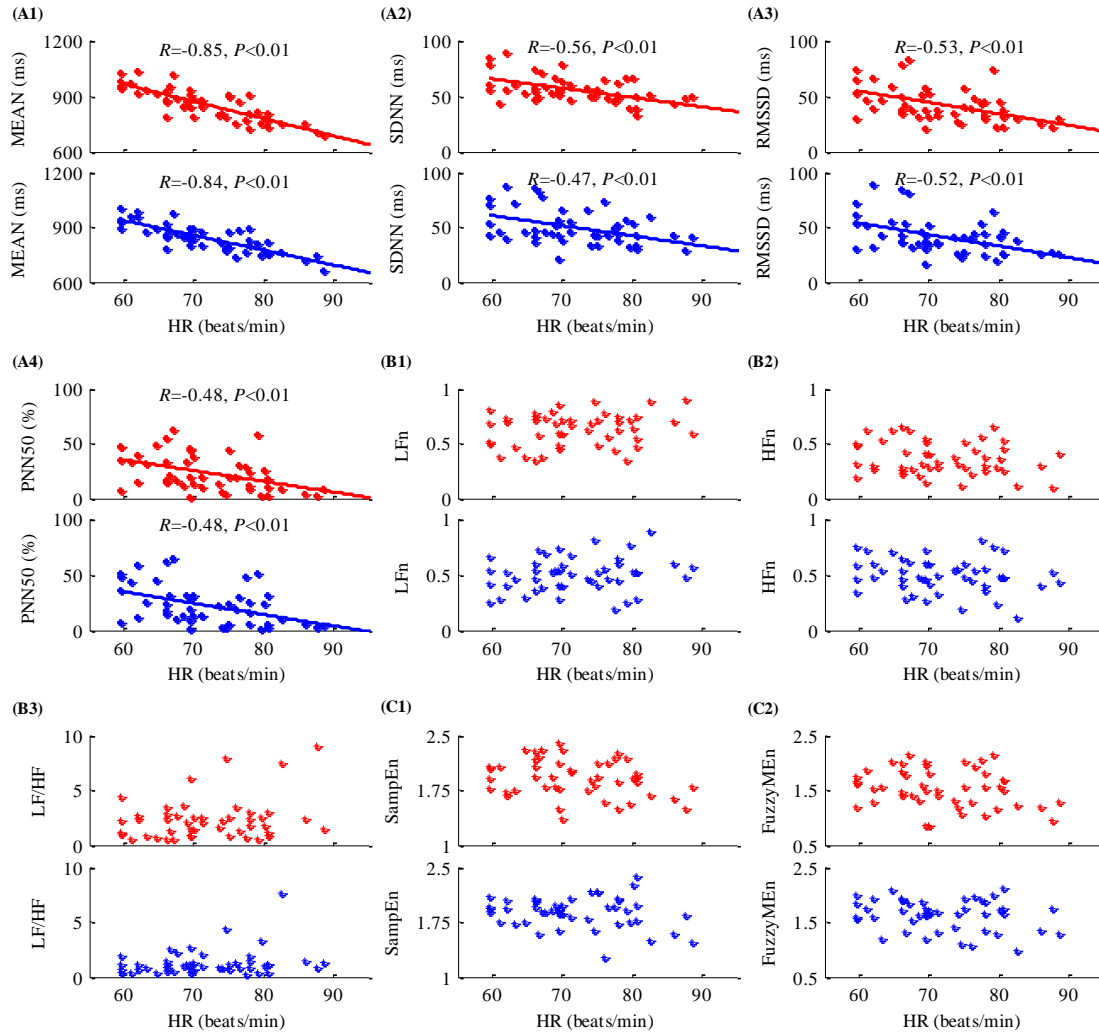 (A1)
(A2)
(A3)
1200
900
600
MEAN (ms)
R=-0.85, P<0.01
100
50
0
SDNN (ms)
R=-0.56, P<0.01
100
50
0
RMSSD (ms)
R=-0.53, P<0.01
1200
900
600
MEAN (ms)
R=-0.84, P<0.01
60 70 80 90
HR (beats/min)
100
50
0
SDNN (ms)
R=-0.47, P<0.01
60 70 80 90
HR (beats/min)
100
50
0
RMSSD (ms)
R=-0.52, P<0.01
60 70 80 90
HR (beats/min)
(A4)
(B1)
(B2)
100
50
0
PNN50 (%)
R=-0.48, P<0.01
1
0.5
0
LFn
1
0.5
0
HFn
100
50
0
PNN50 (%)
R=-0.48, P<0.01
60 70 80 90
HR (beats/min)
1
0.5
0
LFn
60 70 80 90
HR (beats/min)
1
0.5
0
HFn
60 70 80 90
HR (beats/min)
(B3)
(C1)
(C2)
10
5
0
LF/HF
2.5
1.75
1
SampEn
2.5
1.5
0.5
FuzzyMEn
10
5
0
LF/HF
60 70 80 90
HR (beats/min)
2.5
1.75
1
SampEn
60 70 80 90
HR (beats/min)
2.5
1.5
0.5
FuzzyMEn
60 70 80 90
HR (beats/min)